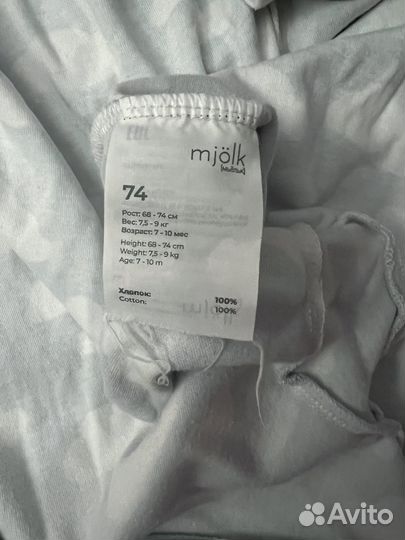 mjölk
[мьёльк]
74
Рост: 68 - 74 см
Вес: 7,5 - 9 кг
Возраст: 7 - 10 мес
Height: 68 - 74 cm
Weight: 7,5 - 9 kg
Age: 7 - 10 m
Хлопок: 100%
Cotton: 100%
Avito